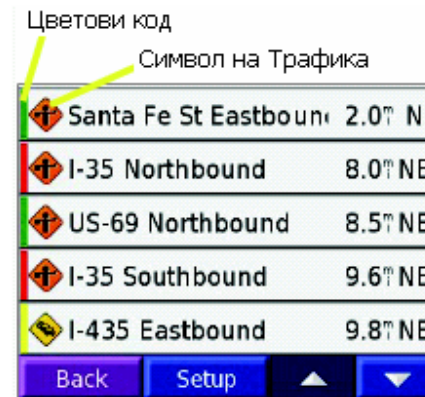 Цветови код
Символ на Трафика
Santa Fe St Eastboun 2.0 m N
I-35 Northbound 8.0 m NE
US-69 Northbound 8.5 m NE
I-35 Southbound 9.6 m NE
I-435 Eastbound 9.8 m NE
Back Setup